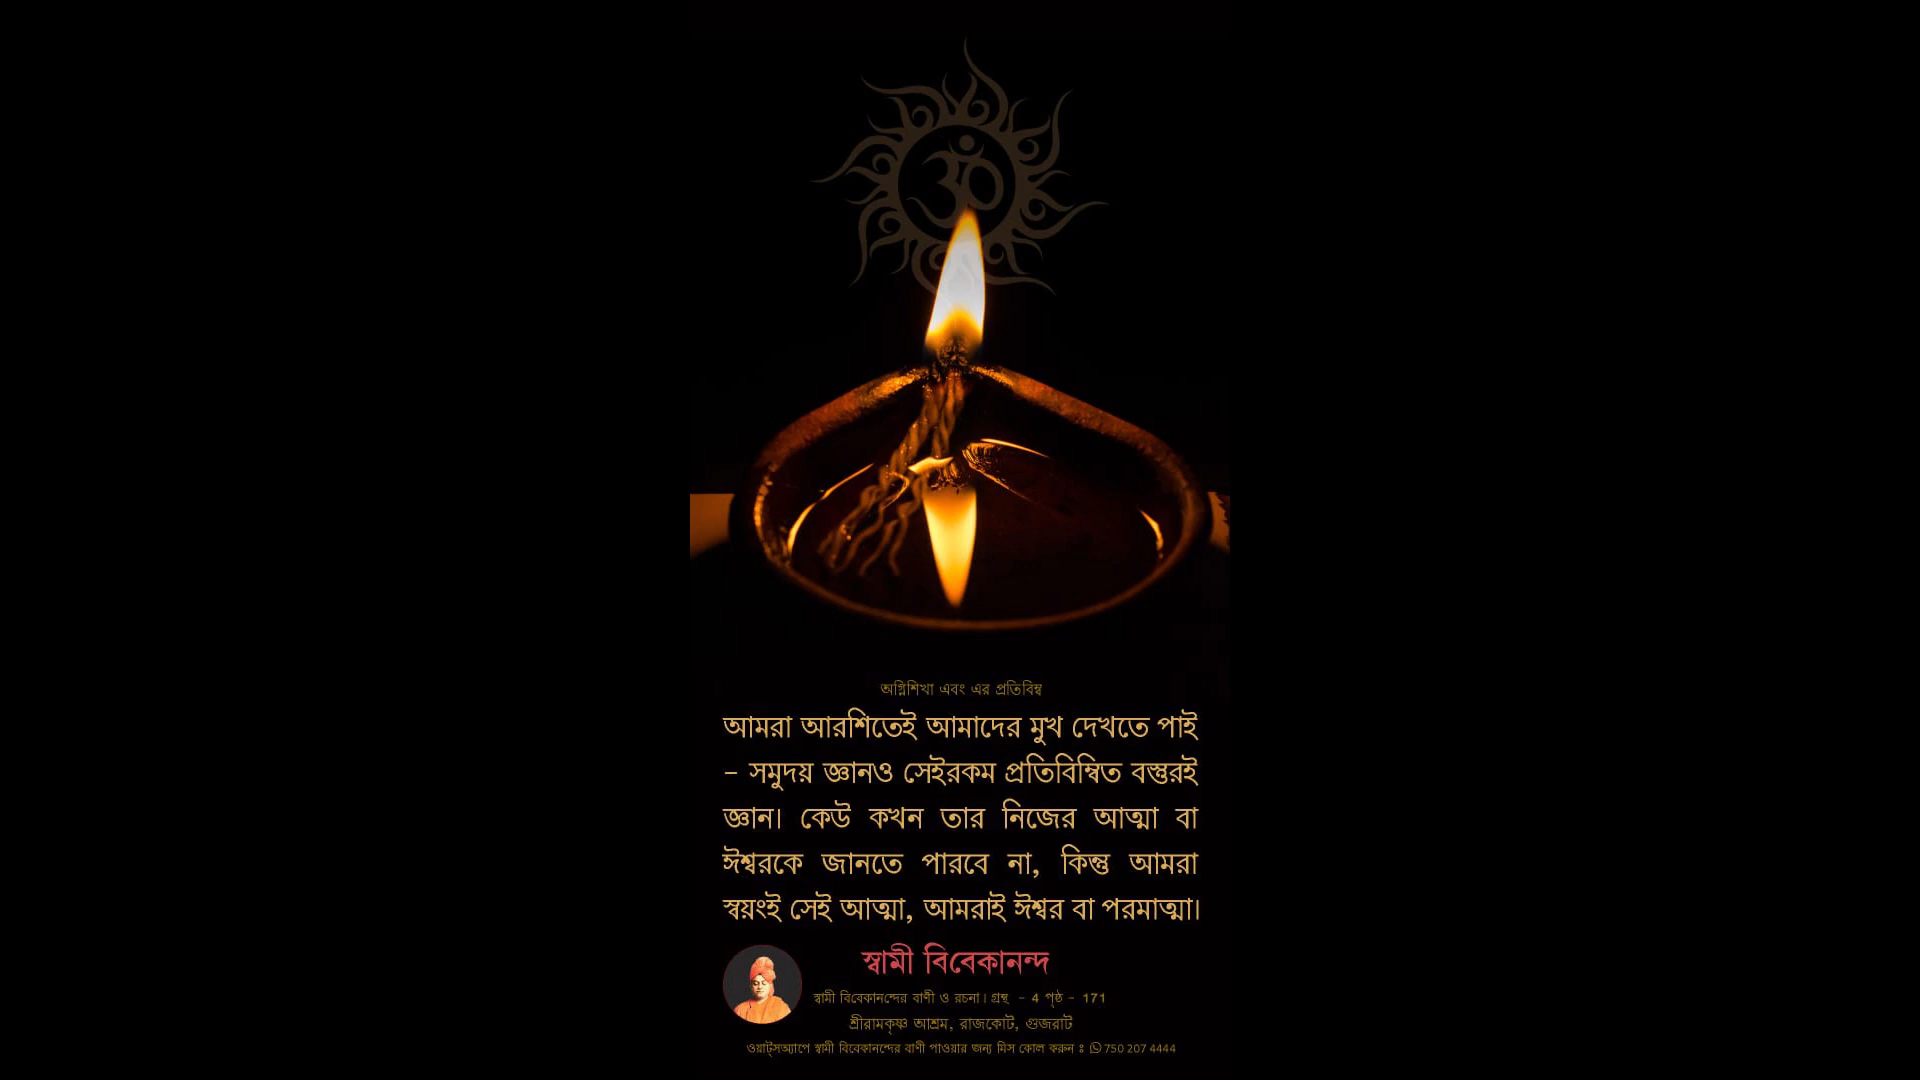 ॐ
অগ্নিশিখা এবং এর প্রতিবিম্ব
আমরা আরশিতেই আমাদের মুখ দেখতে পাই
– সমুদয় জ্ঞানও সেইরকম প্রতিবিম্বিত বস্তুরই
জ্ঞান। কেউ কখন তার নিজের আত্মা বা
ঈশ্বরকে জানতে পারবে না, কিন্তু আমরা
স্বয়ংই সেই আত্মা, আমরাই ঈশ্বর বা পরমাত্মা।
স্বামী বিবেকানন্দ
স্বামী বিবেকানন্দের বাণী ও রচনা। গ্রন্থ – 4 পৃষ্ঠ – 171
শ্রীরামকৃষ্ণ আশ্রম, রাজকোট, গুজরাট
ওয়াট্সঅ্যাপে স্বামী বিবেকানন্দের বাণী পাওয়ার জন্য মিস কোল করুন ঃ 750 207 4444